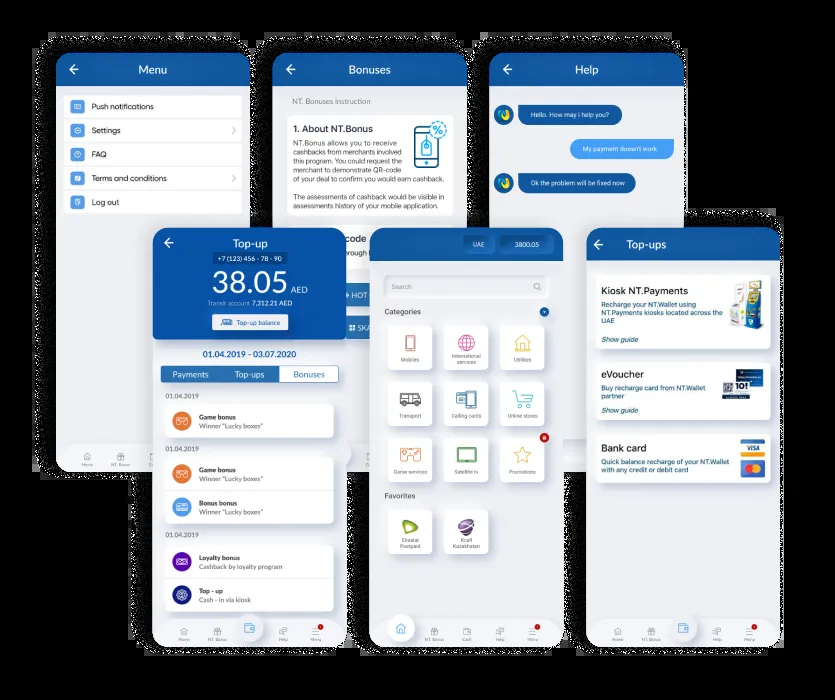 Menu
Push notifications
Settings
FAQ
Terms and conditions
Log out
Home
NT. Bonus
Bonuses
NT. Bonuses instruction
1. About NT.Bonus
NT.Bonus allows you to receive
cashbacks from merchants involved
this program. You could request the
merchant to demonstrate QR-code
of your deal to confirm you would earn cashback.
The assessments of cashback would be visible in
assessments history of your mobile application.
code
HOT
SKA
Help
Hello. How may i help you?
My payment doesn't work
Ok the problem will be fixed now
Top-up
+7 (123) 456 - 78 - 90
38.05 AED
Transit account 7,312.21 AED
Top-up balance
01.04.2019 - 03.07.2020
Payments
Top-ups
Bonuses
01.04.2019
Game bonus
Winner "Lucky boxes"
01.04.2019
Game bonus
Winner "Lucky boxes"
Bonus bonus
Winner "Lucky boxes"
01.04.2019
Loyalty bonus
Cashback by loyalty program
Top - up
Cash - in via kiosk
Home
NT. Bonus
Help
Menu
UAE
3800.05
Search
Categories
Mobiles
International
services
Utilities
Transport
Calling cards
Online stores
Game services
Satellite tv
Promotions
8
Favorites
Etisalat
Postpaid
Kcell
Kazakhstan
NT. Bonus
Cash
Help
Menu
Top-ups
Kiosk NT.Payments
Recharge your NT.Wallet using
NT.Payments kiosks located across the
UAE
Show guide
eVoucher
Buy recharge card from NT.Wallet
partner
Show guide
10!
Bank card
Quick balance recharge of your NT.Wallet
with any credit or debit card
VISA
Home
NT. Bonus
Help
Menu